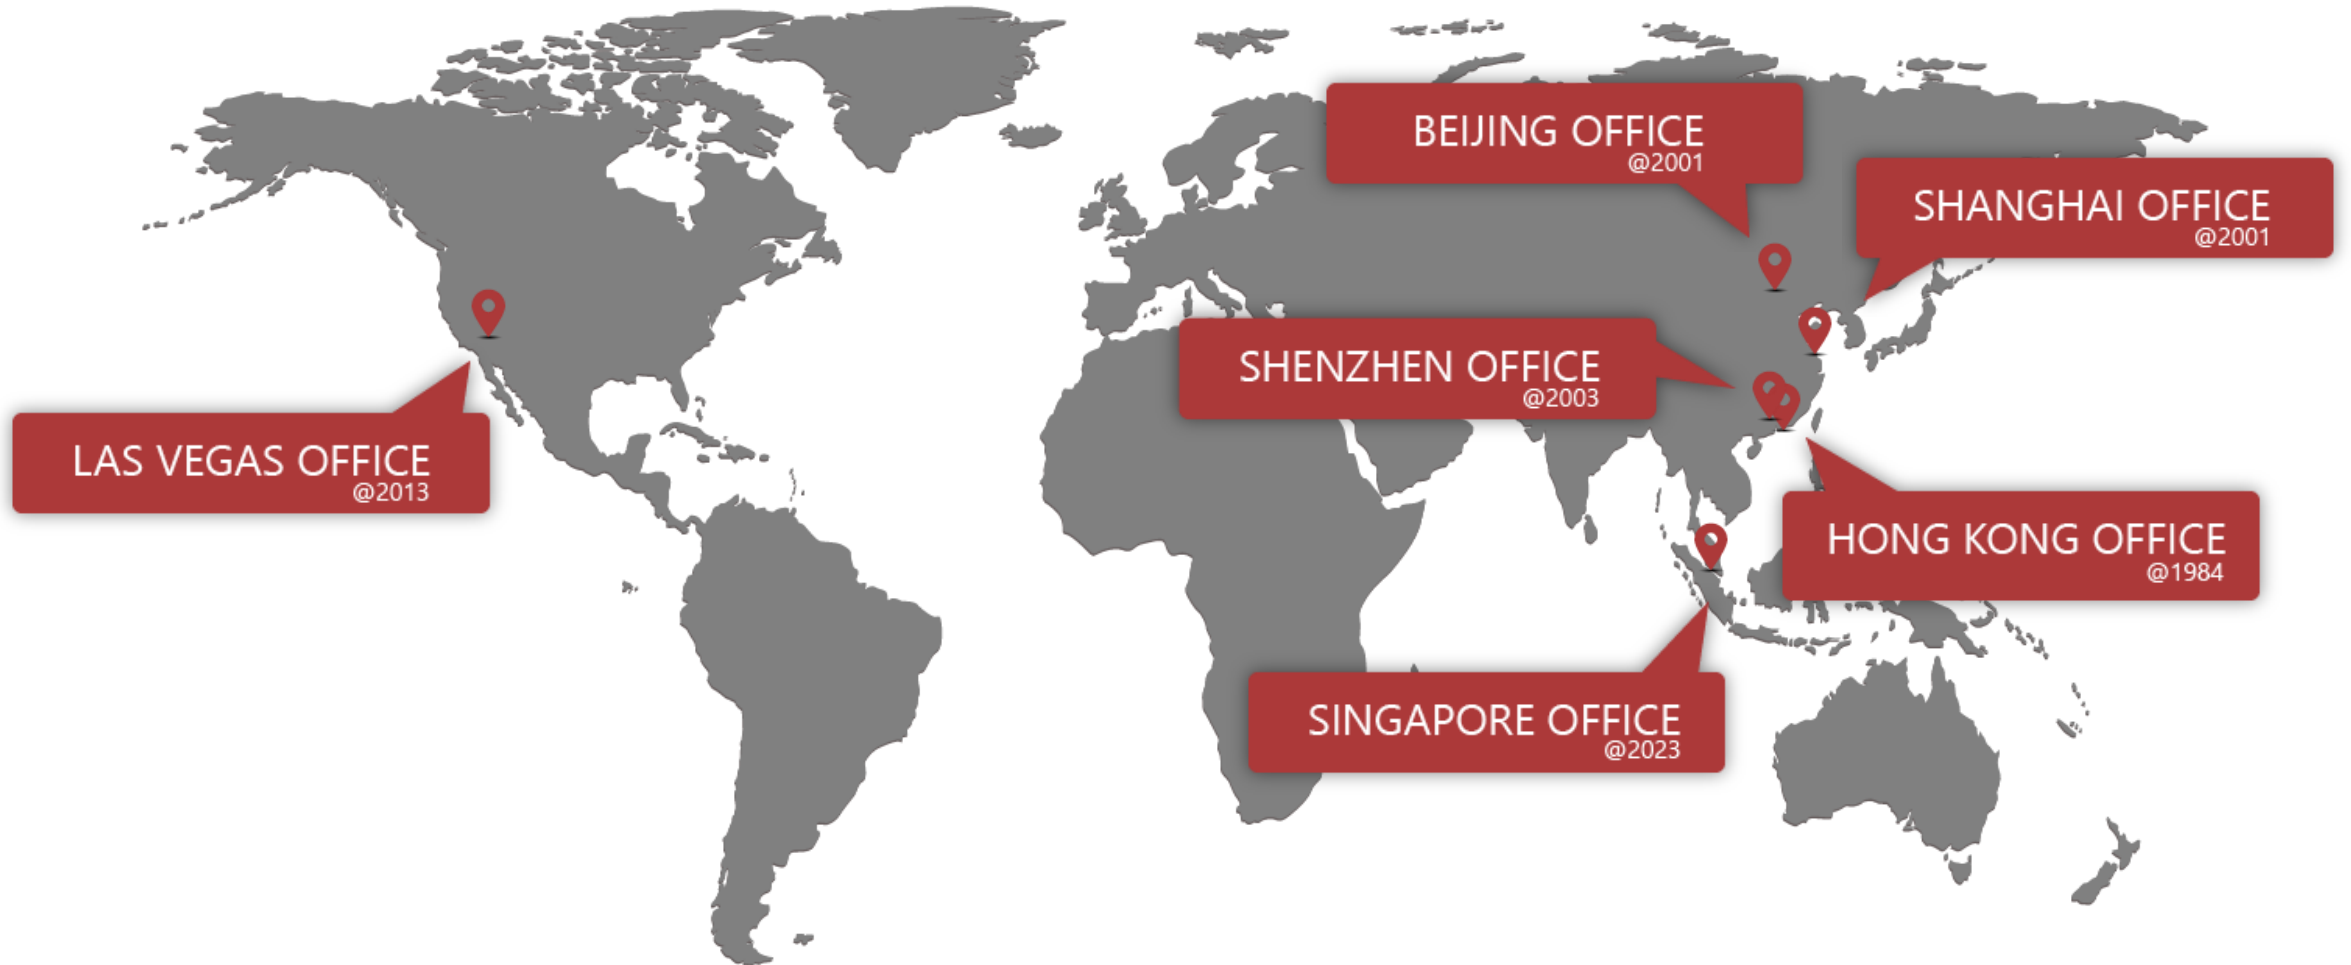 BEIJING OFFICE
@2001
SHANGHAI OFFICE
@2001
SHENZHEN OFFICE
@2003
LAS VEGAS OFFICE
@2013
HONG KONG OFFICE
@1984
SINGAPORE OFFICE
@2023